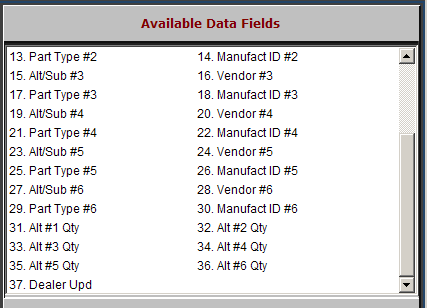 Available Data Fields
13. Part Type #2 14. Manufact ID #2
15. Alt/Sub #3 16. Vendor #3
17. Part Type #3 18. Manufact ID #3
19. Alt/Sub #4 20. Vendor #4
21. Part Type #4 22. Manufact ID #4
23. Alt/Sub #5 24. Vendor #5
25. Part Type #5 26. Manufact ID #5
27. Alt/Sub #6 28. Vendor #6
29. Part Type #6 30. Manufact ID #6
31. Alt #1 Qty 32. Alt #2 Qty
33. Alt #3 Qty 34. Alt #4 Qty
35. Alt #5 Qty 36. Alt #6 Qty
37. Dealer Upd